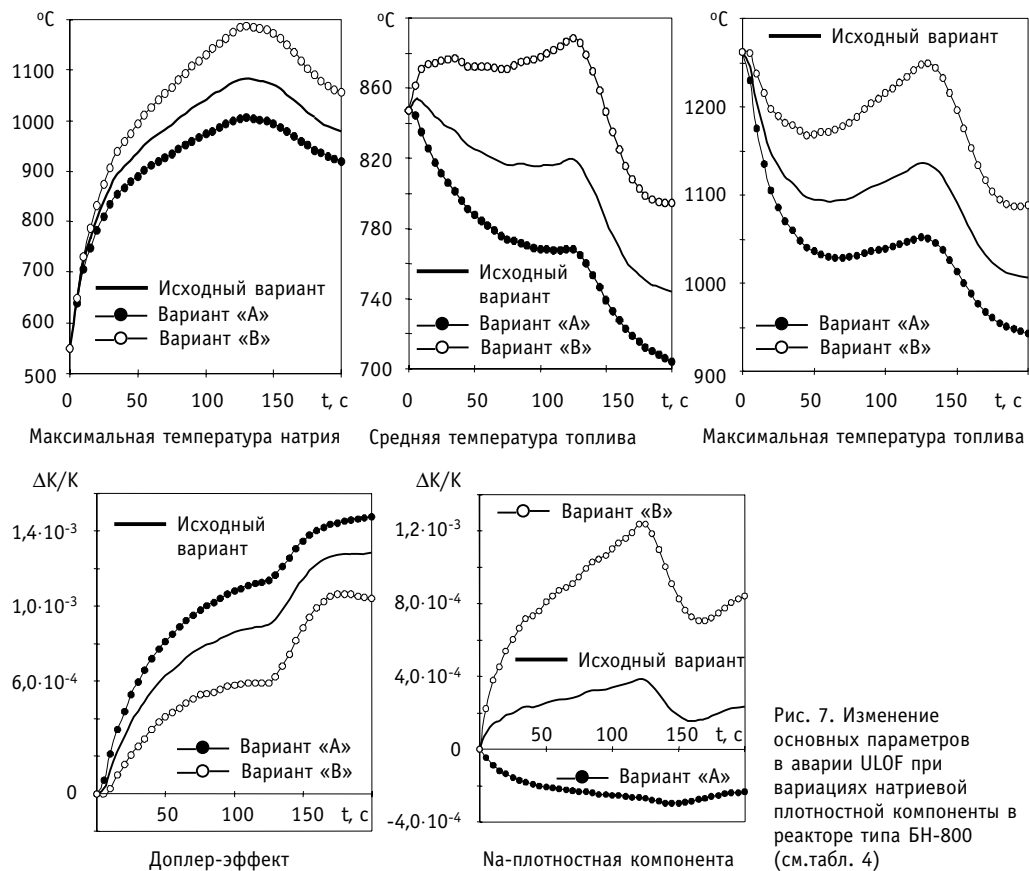 °C
1100
1000
900
800
700
600
500
Исходный вариант
Вариант «А»
Вариант «В»
0
50
100
150
t, с
Максимальная температура натрия
°C
860
820
780
740
700
Исходный
вариант
Вариант «А»
Вариант «В»
0
50
100
150
t, с
Средняя температура топлива
°C
1200
1100
1000
900
Исходный вариант
Вариант «А»
Вариант «В»
0
50
100
150
t, с
Максимальная температура топлива
ΔK/K
1,4·10⁻³
1,0·10⁻³
6,0·10⁻⁴
0
Исходный
вариант
Вариант «А»
Вариант «В»
50
100
150
t, с
Доплер-эффект
ΔK/K
1,2·10⁻³
8,0·10⁻⁴
4,0·10⁻⁴
0
-4,0·10⁻⁴
Вариант «В»
Исходный вариант
50
100
150
t, с
Вариант «А»
Na-плотностная компонента
Рис. 7. Изменение
основных параметров
в аварии ULOF при
вариациях натриевой
плотностной компоненты в
реакторе типа БН-800
(см.табл. 4)